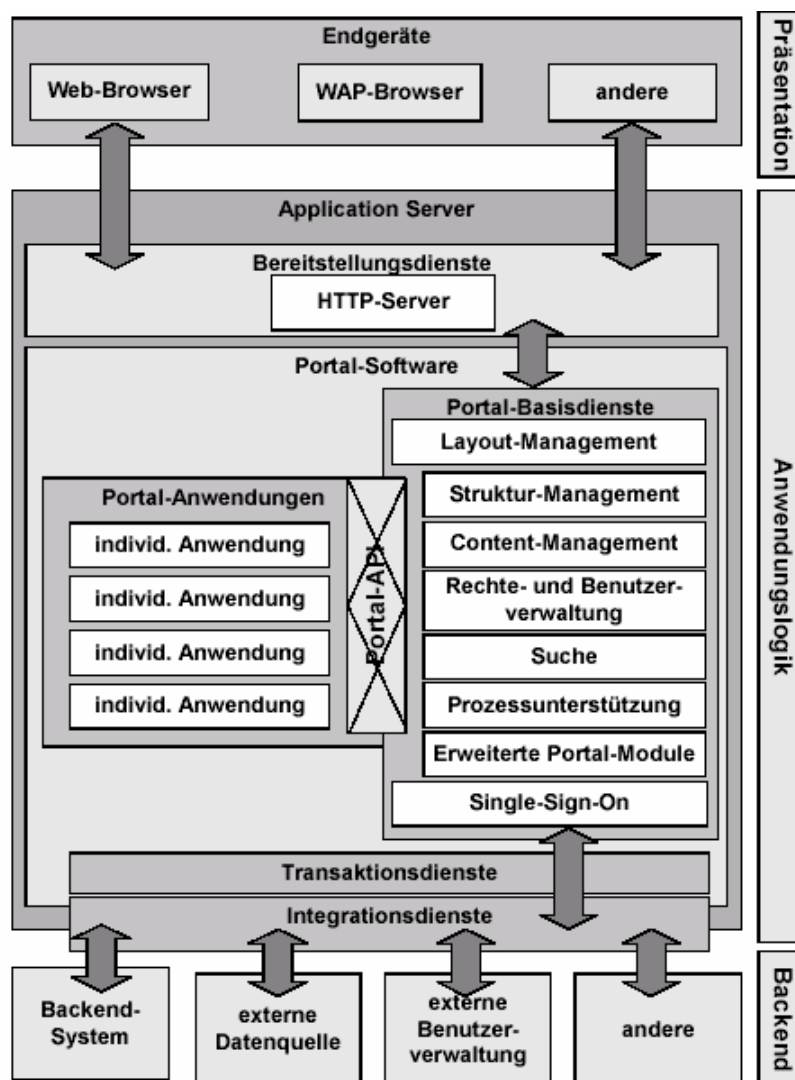 Endgeräte
Web-Browser
WAP-Browser
andere
Präsentation
Application Server
Bereitstellungsdienste
HTTP-Server
Portal-Software
Portal-Basisdienste
Layout-Management
Portal-Anwendungen
individ. Anwendung
individ. Anwendung
individ. Anwendung
individ. Anwendung
Portal-API
Struktur-Management
Content-Management
Rechte- und Benutzer-
verwaltung
Suche
Prozessunterstützung
Erweiterte Portal-Module
Single-Sign-On
Transaktionsdienste
Integrationsdienste
Anwendungslogik
Backend-
System
externe
Datenquelle
externe
Benutzer-
verwaltung
andere
Backend